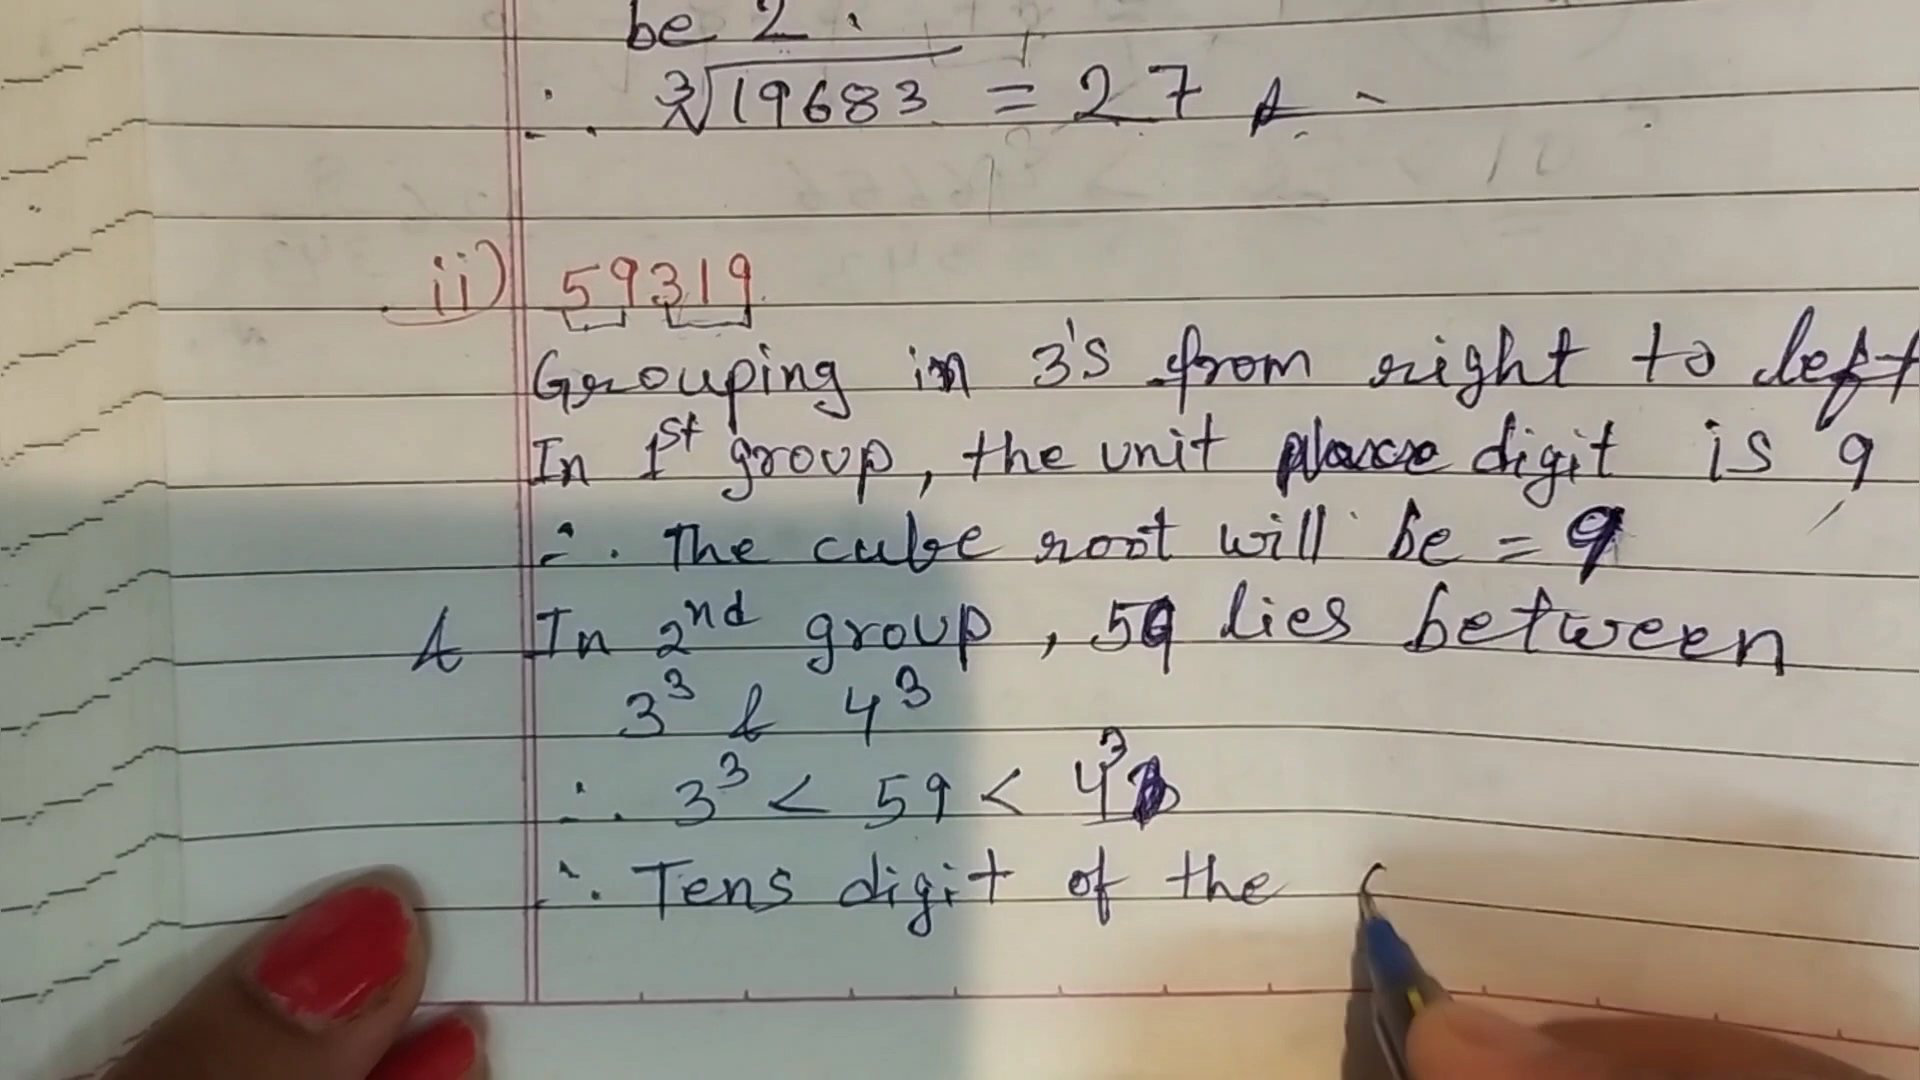 be 2.
∴ ∛19683 = 27
ii) 59319
Grouping in 3's from right to left
In 1st group, the unit place digit is 9
∴ The cube root will be = 9
& In 2nd group, 59 lies between
3³ & 4³
∴ 3³ < 59 < 4³
∴ Tens digit of the